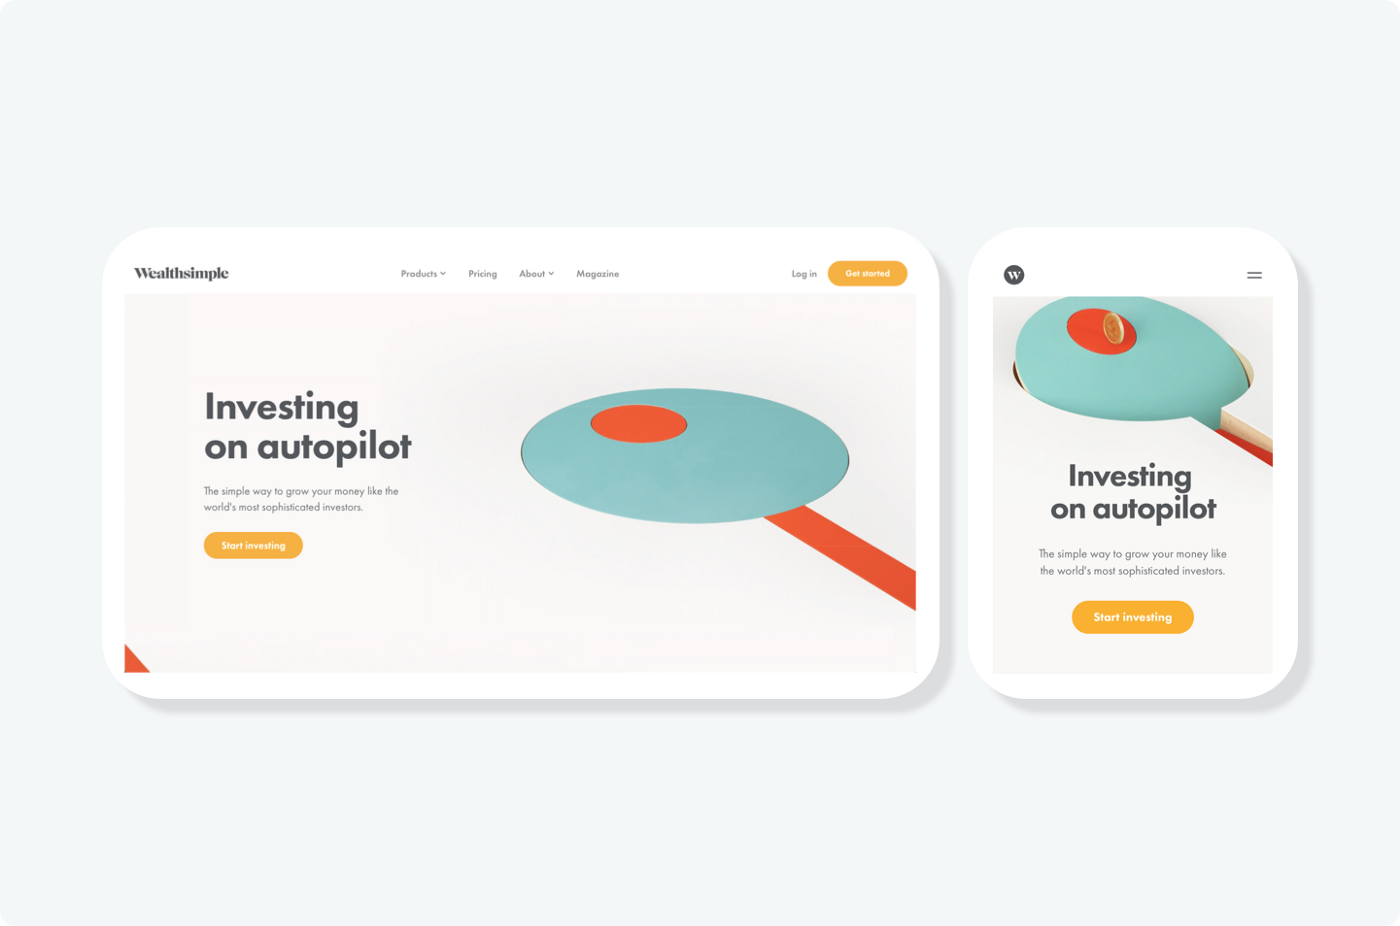 Wealthsimple
Products
Pricing
About
Magazine
Log in
Get started
Investing
on autopilot
The simple way to grow your money like the
world's most sophisticated investors.
Start investing
W
Investing
on autopilot
The simple way to grow your money like
the world's most sophisticated investors.
Start investing